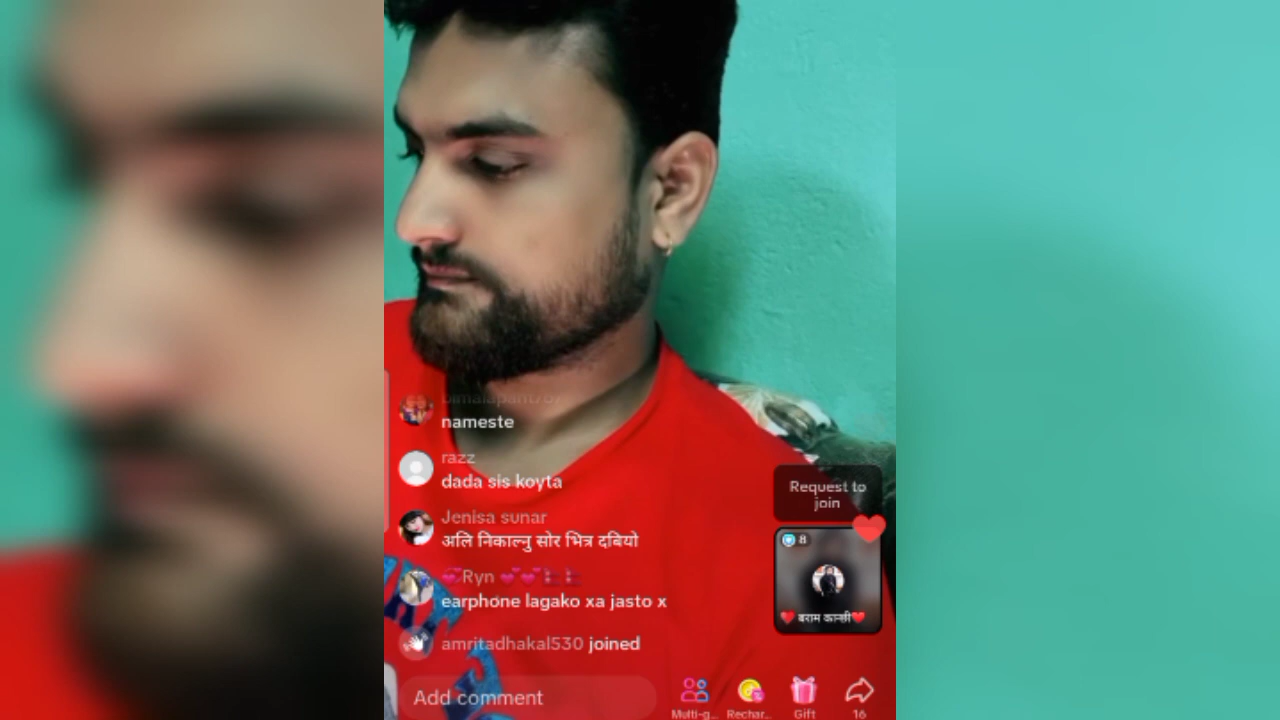 nameste
razz
dada sis koyta
Jenisa sunar
अलि निकाल्नु सोर भित्र दबियो
Ryn
earphone lagako xa jasto x
amritadhakal530 joined
Add comment
Request to
join
8
बराम कान्छी
Multi-g...
Rechar...
Gift
16